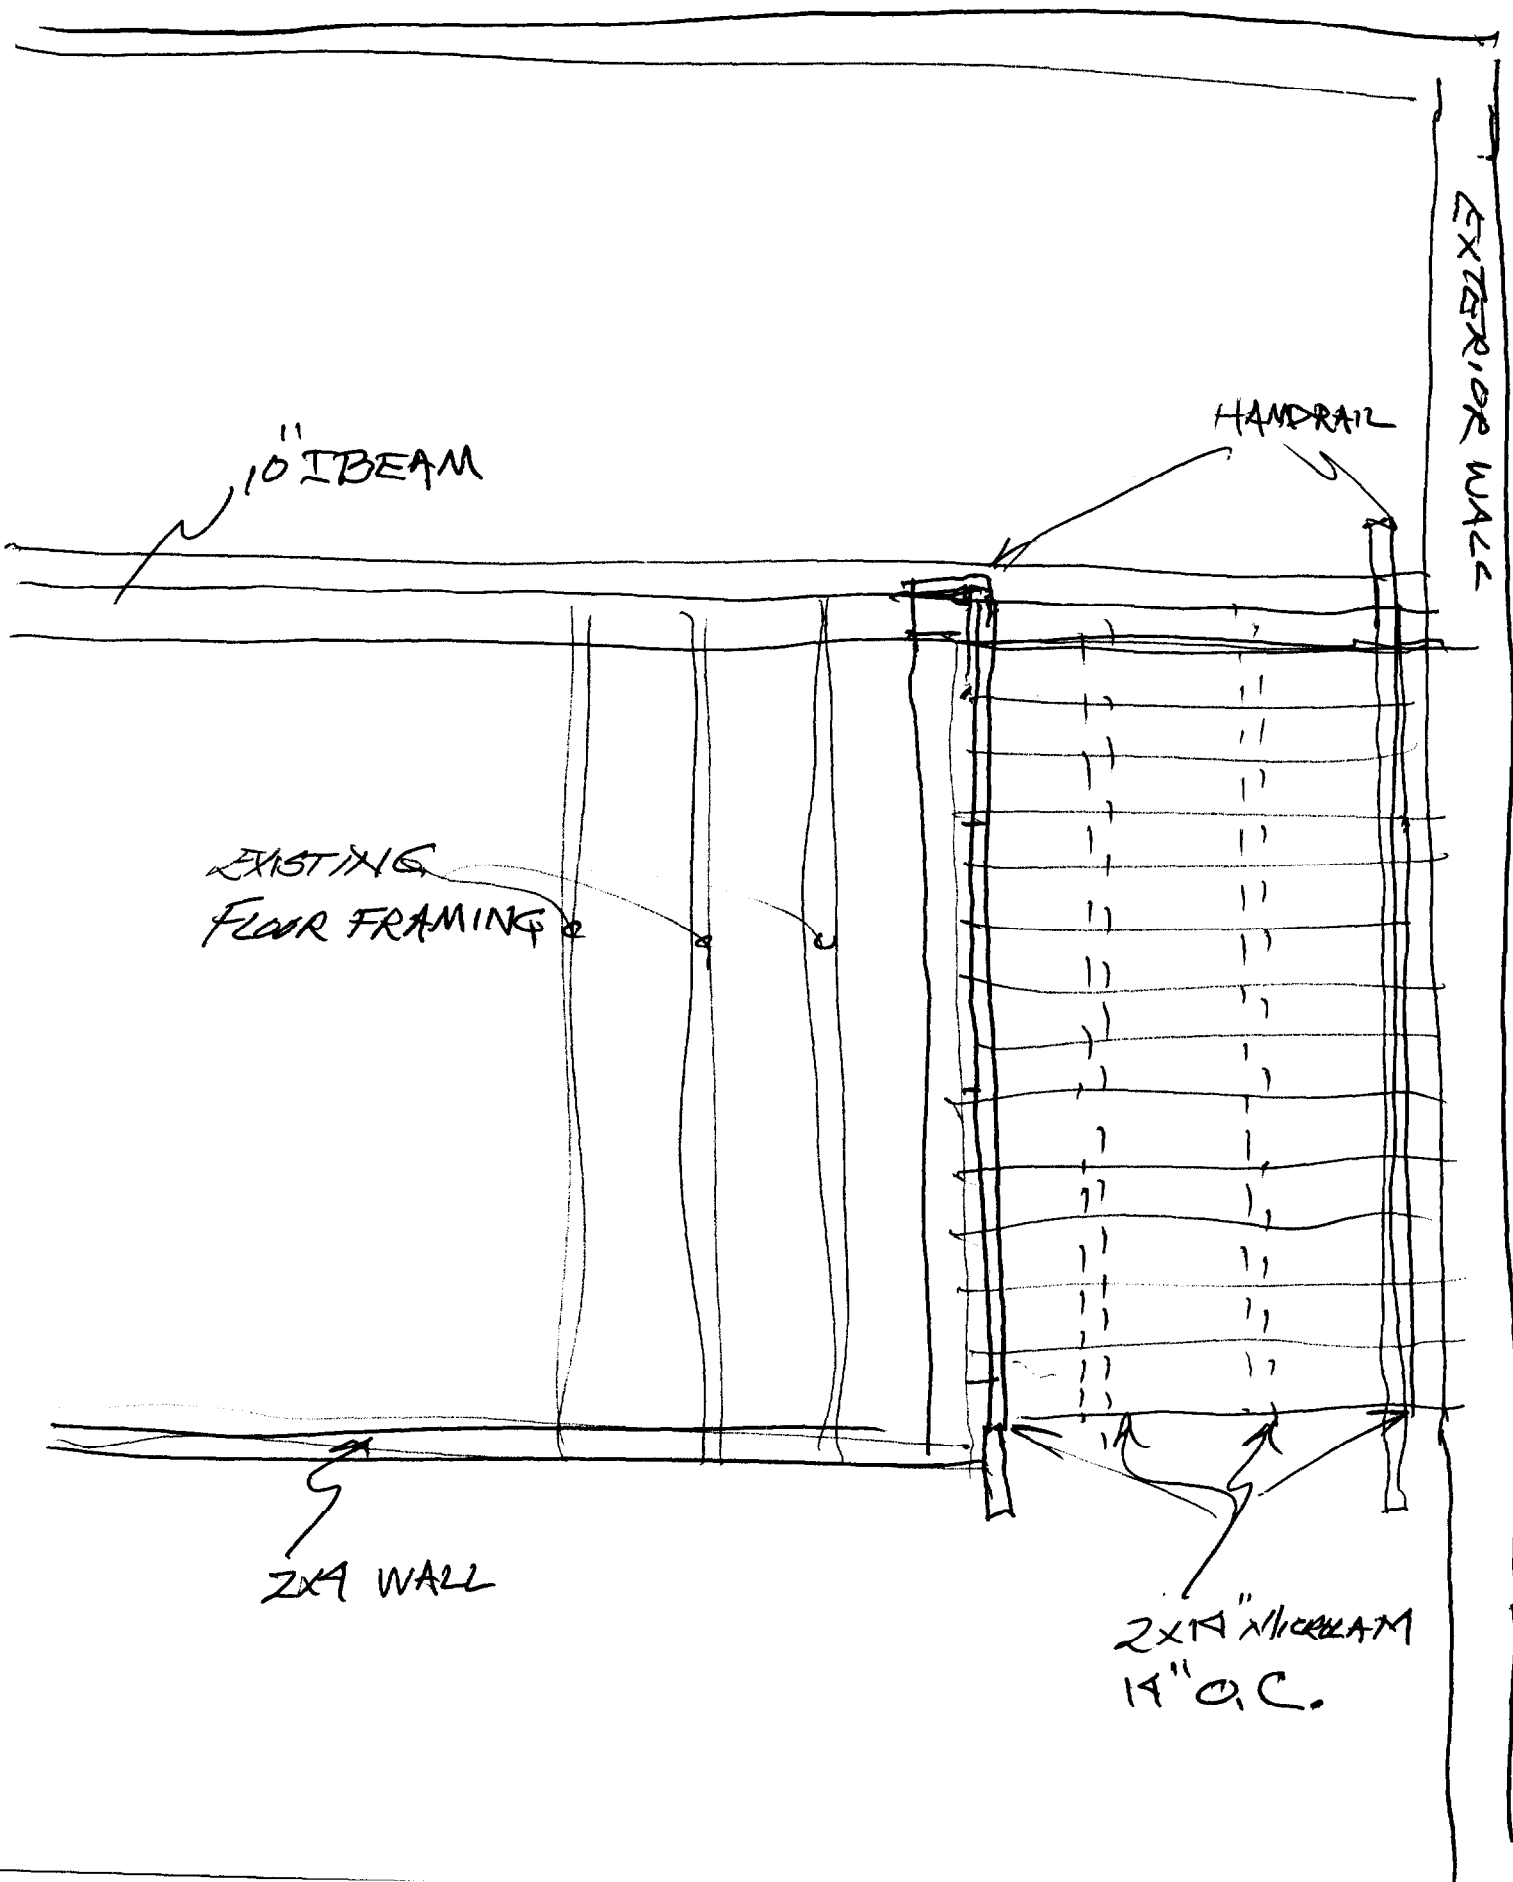 EXTERIOR WALL
HANDRAIL
10" I BEAM
EXISTING
FLOOR FRAMING
2X4 WALL
2X14" MICROLAM
14" O.C.